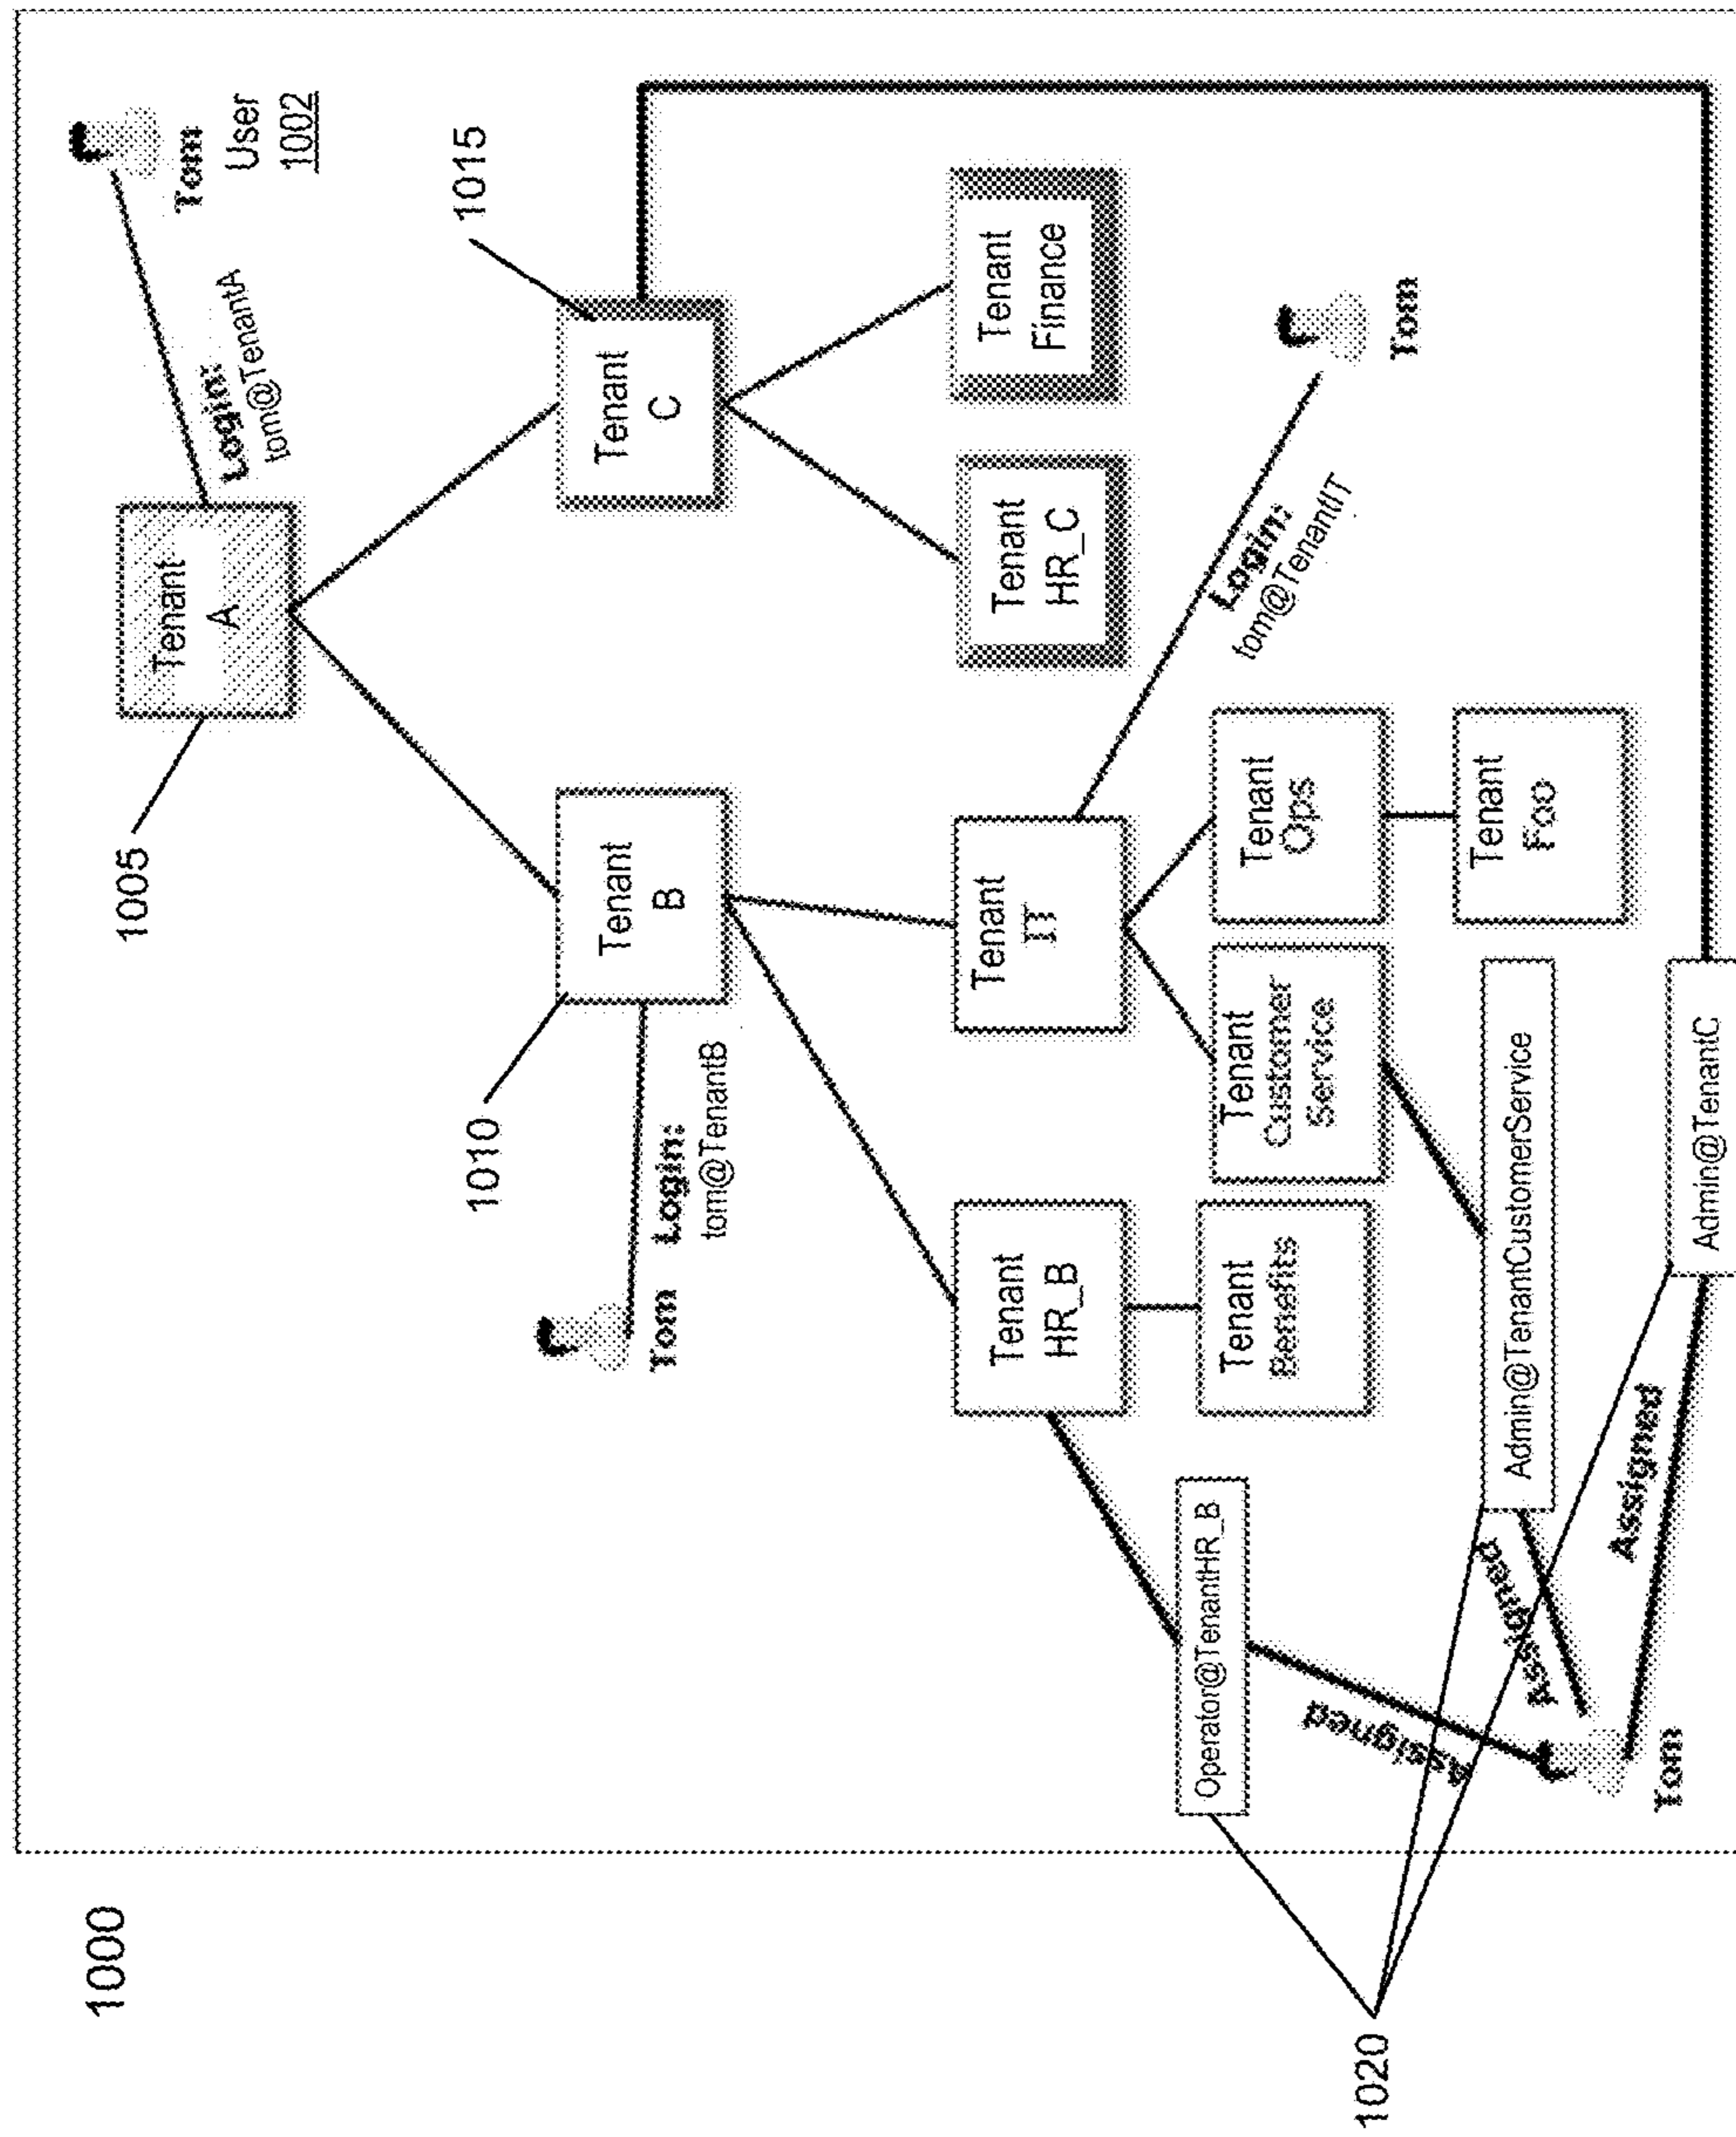 1000
1005
Tenant
A
Login:
tom@TenantA
Tom
User
1002
1010
1015
Tom
Login:
tom@TenantB
Tenant
B
Tenant
C
Tenant
HR_B
Tenant
IT
Tenant
HR_C
Tenant
Finance
Operator@TenantHR_B
Tenant
Benefits
Tenant
Customer
Service
Tenant
Ops
Login:
tom@TenantIT
Tom
Assigned
Assigned
Admin@TenantCustomerService
Tenant
Foo
1020
Tom
Assigned
Admin@TenantC